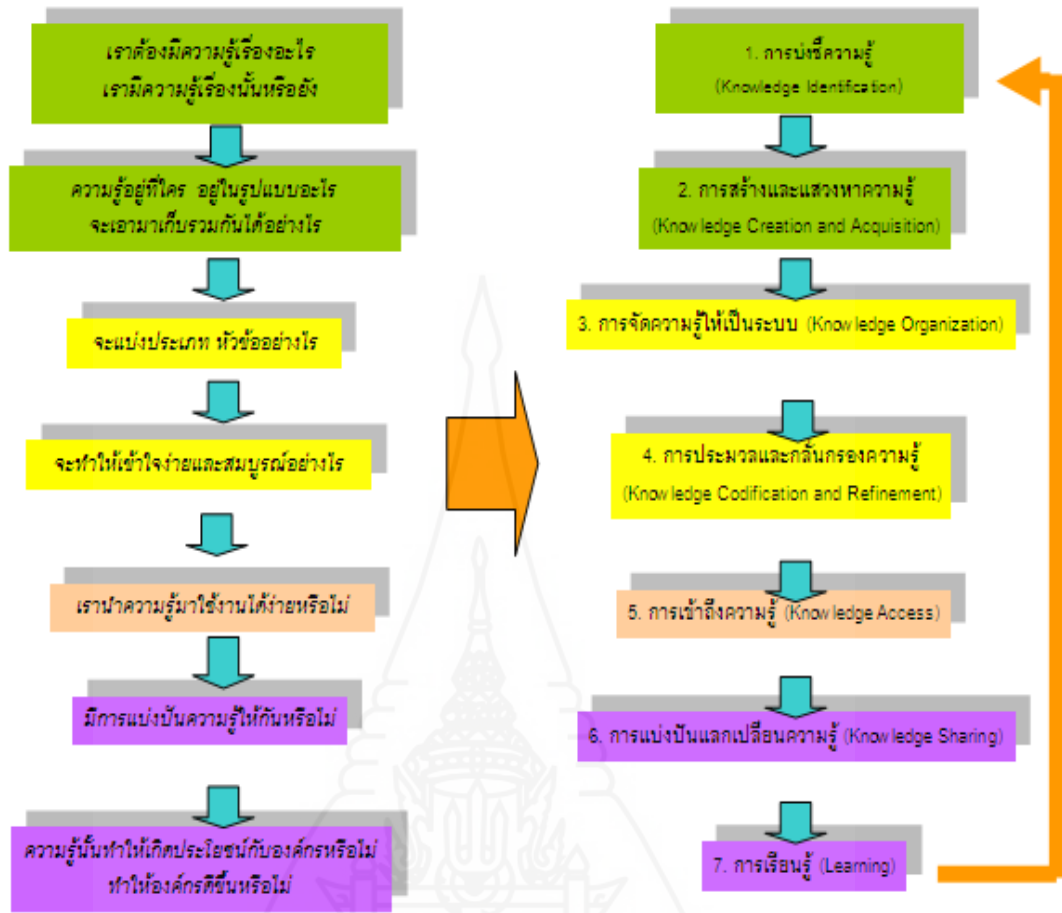 เราต้องมีความรู้เรื่องอะไร
เรามีความรู้เรื่องนั้นหรือยัง
ความรู้อยู่ที่ใคร อยู่ในรูปแบบอะไร
จะเอามาเก็บรวมกันได้อย่างไร
จะแบ่งประเภท หัวข้ออย่างไร
จะทำให้เข้าใจง่ายและสมบูรณ์อย่างไร
เรานำความรู้มาใช้งานได้ง่ายหรือไม่
มีการแบ่งปันความรู้ให้กันหรือไม่
ความรู้นั้นทำให้เกิดประโยชน์กับองค์กรหรือไม่
ทำให้องค์กรดีขึ้นหรือไม่
1. การบ่งชี้ความรู้
(Knowledge Identification)
2. การสร้างและแสวงหาความรู้
(Knowledge Creation and Acquisition)
3. การจัดความรู้ให้เป็นระบบ (Knowledge Organization)
4. การประมวลและกลั่นกรองความรู้
(Knowledge Codification and Refinement)
5. การเข้าถึงความรู้ (Knowledge Access)
6. การแบ่งปันแลกเปลี่ยนความรู้ (Knowledge Sharing)
7. การเรียนรู้ (Learning)